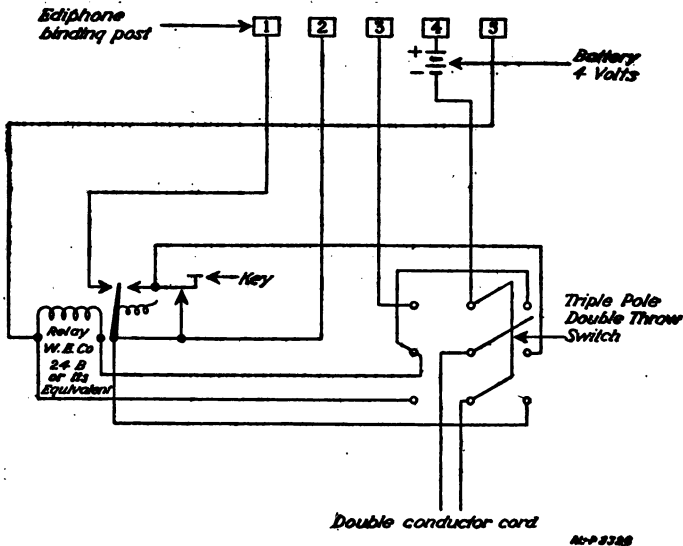 Ediphone
binding post
1 2 3 4 5
+
-
Battery
4 Volts
Key
Relay
W.E.Co
24 B
or Its
Equivalent
Triple Pole
Double Throw
Switch
Double conductor cord